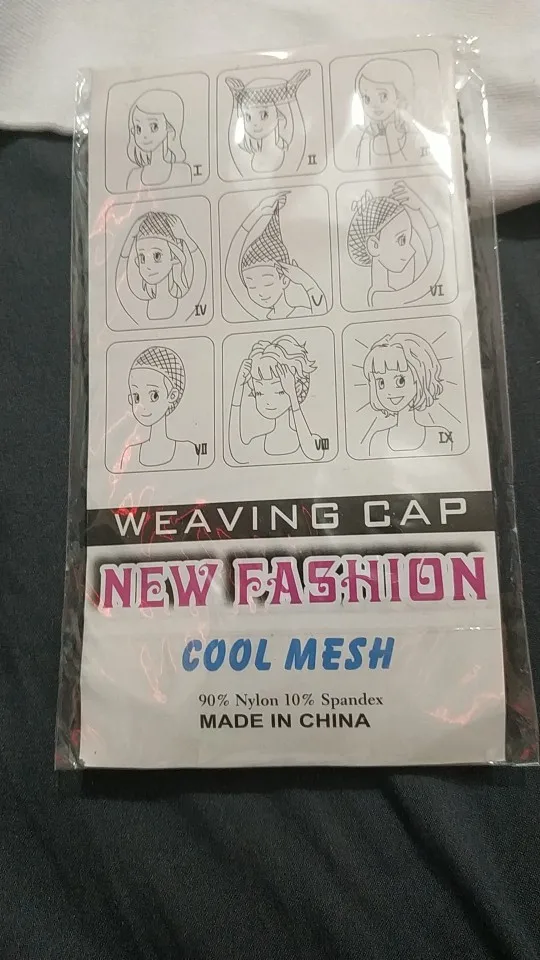 I
II
IV
V
VI
VII
VIII
IX
WEAVING CAP
NEW FASHION
COOL MESH
90% Nylon 10% Spandex
MADE IN CHINA